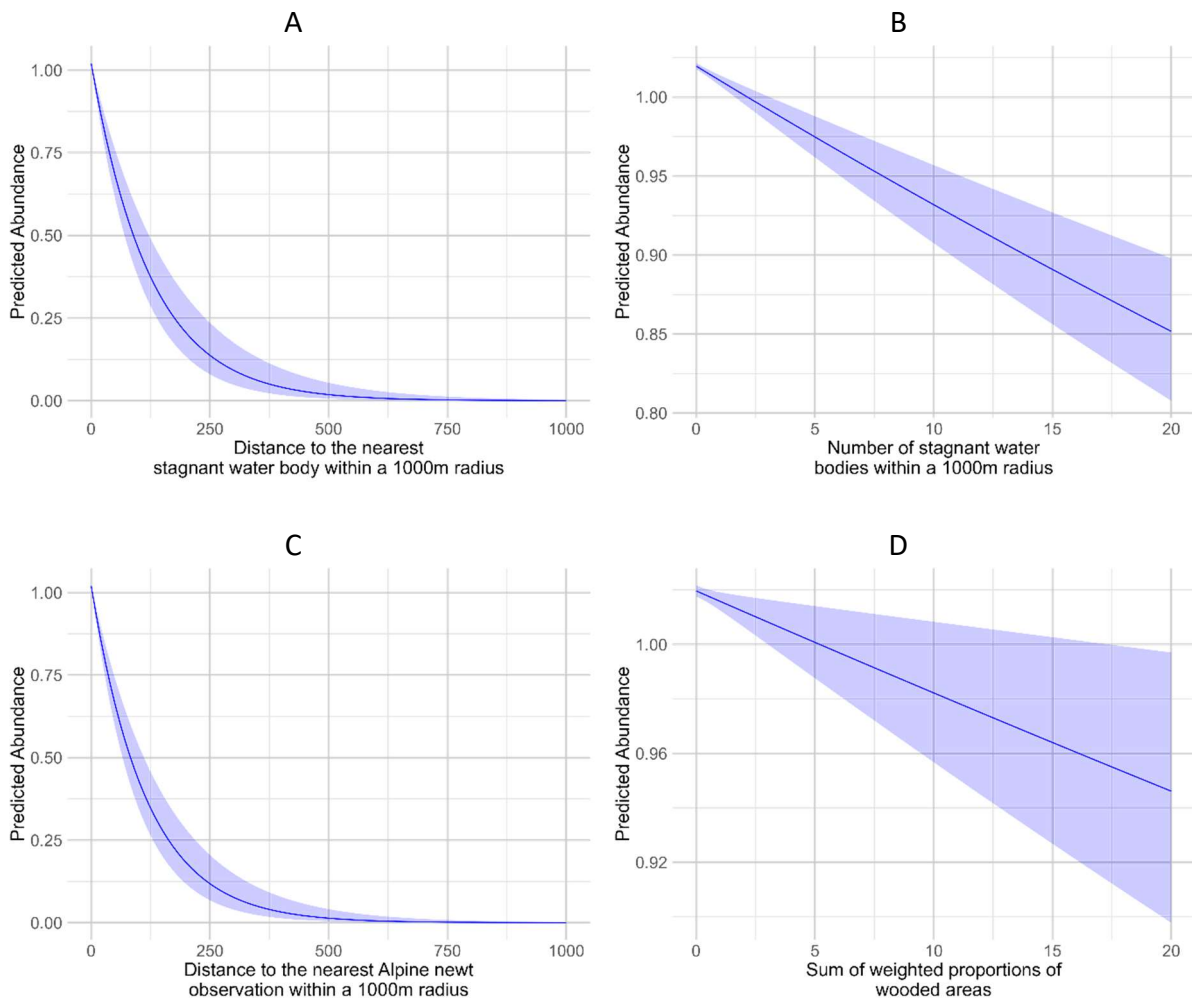 A
Predicted Abundance
1.00
0.75
0.50
0.25
0.00
0 250 500 750 1000
Distance to the nearest
stagnant water body within a 1000m radius
B
Predicted Abundance
1.00
0.95
0.90
0.85
0.80
0 5 10 15 20
Number of stagnant water
bodies within a 1000m radius
C
Predicted Abundance
1.00
0.75
0.50
0.25
0.00
0 250 500 750 1000
Distance to the nearest Alpine newt
observation within a 1000m radius
D
Predicted Abundance
1.00
0.96
0.92
0 5 10 15 20
Sum of weighted proportions of
wooded areas